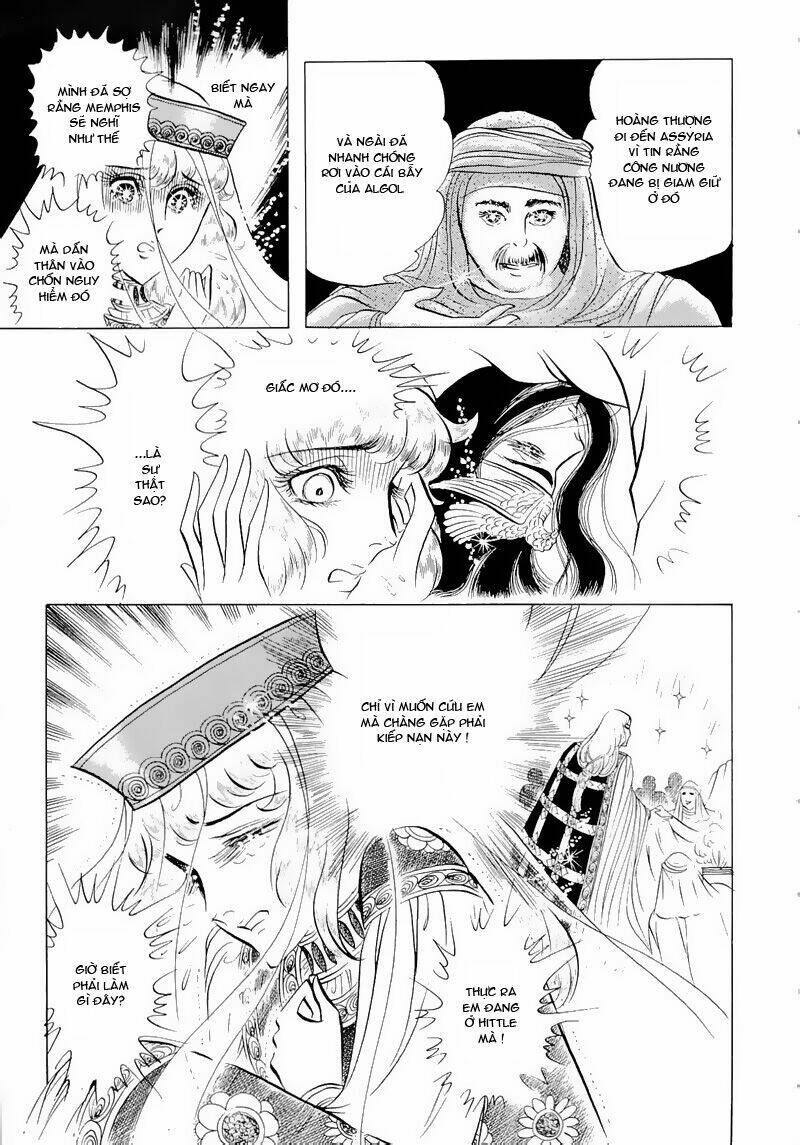 HOÀNG THƯỢNG
ĐI ĐẾN ASSYRIA
VÌ TIN RẰNG
CÔNG NƯƠNG
ĐANG BỊ GIAM GIỮ
Ở ĐÓ
VÀ NGÀI ĐÃ
NHANH CHÓNG
RƠI VÀO CÁI BẪY
CỦA ALGOL
BIẾT NGAY
MÀ
MÌNH ĐÃ SỢ
RẰNG MEMPHIS
SẼ NGHĨ
NHƯ THẾ
MÀ DẤN
THÂN VÀO
CHỐN NGUY
HIỂM ĐÓ
GIẤC MƠ ĐÓ....
...LÀ
SỰ
THẤT
SAO?
CHỈ VÌ MUỐN CỨU EM
MÀ CHÀNG GẶP PHẢI
KIẾP NẠN NÀY !
THỰC RA
EM ĐANG
Ở HITTLE
MÀ !
GIỜ BIẾT
PHẢI LÀM
GÌ ĐÂY?